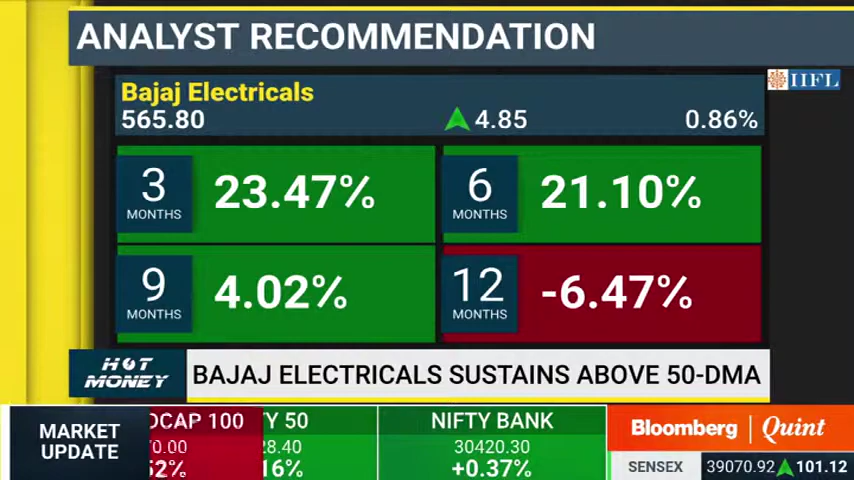 ANALYST RECOMMENDATION
IIFL
Bajaj Electricals
565.80 4.85 0.86%
3 MONTHS 23.47%
6 MONTHS 21.10%
9 MONTHS 4.02%
12 MONTHS -6.47%
HOT MONEY
BAJAJ ELECTRICALS SUSTAINS ABOVE 50-DMA
MARKET UPDATE
100
50
NIFTY BANK
30420.30
+0.37%
Bloomberg | Quint
SENSEX 39070.92 101.12